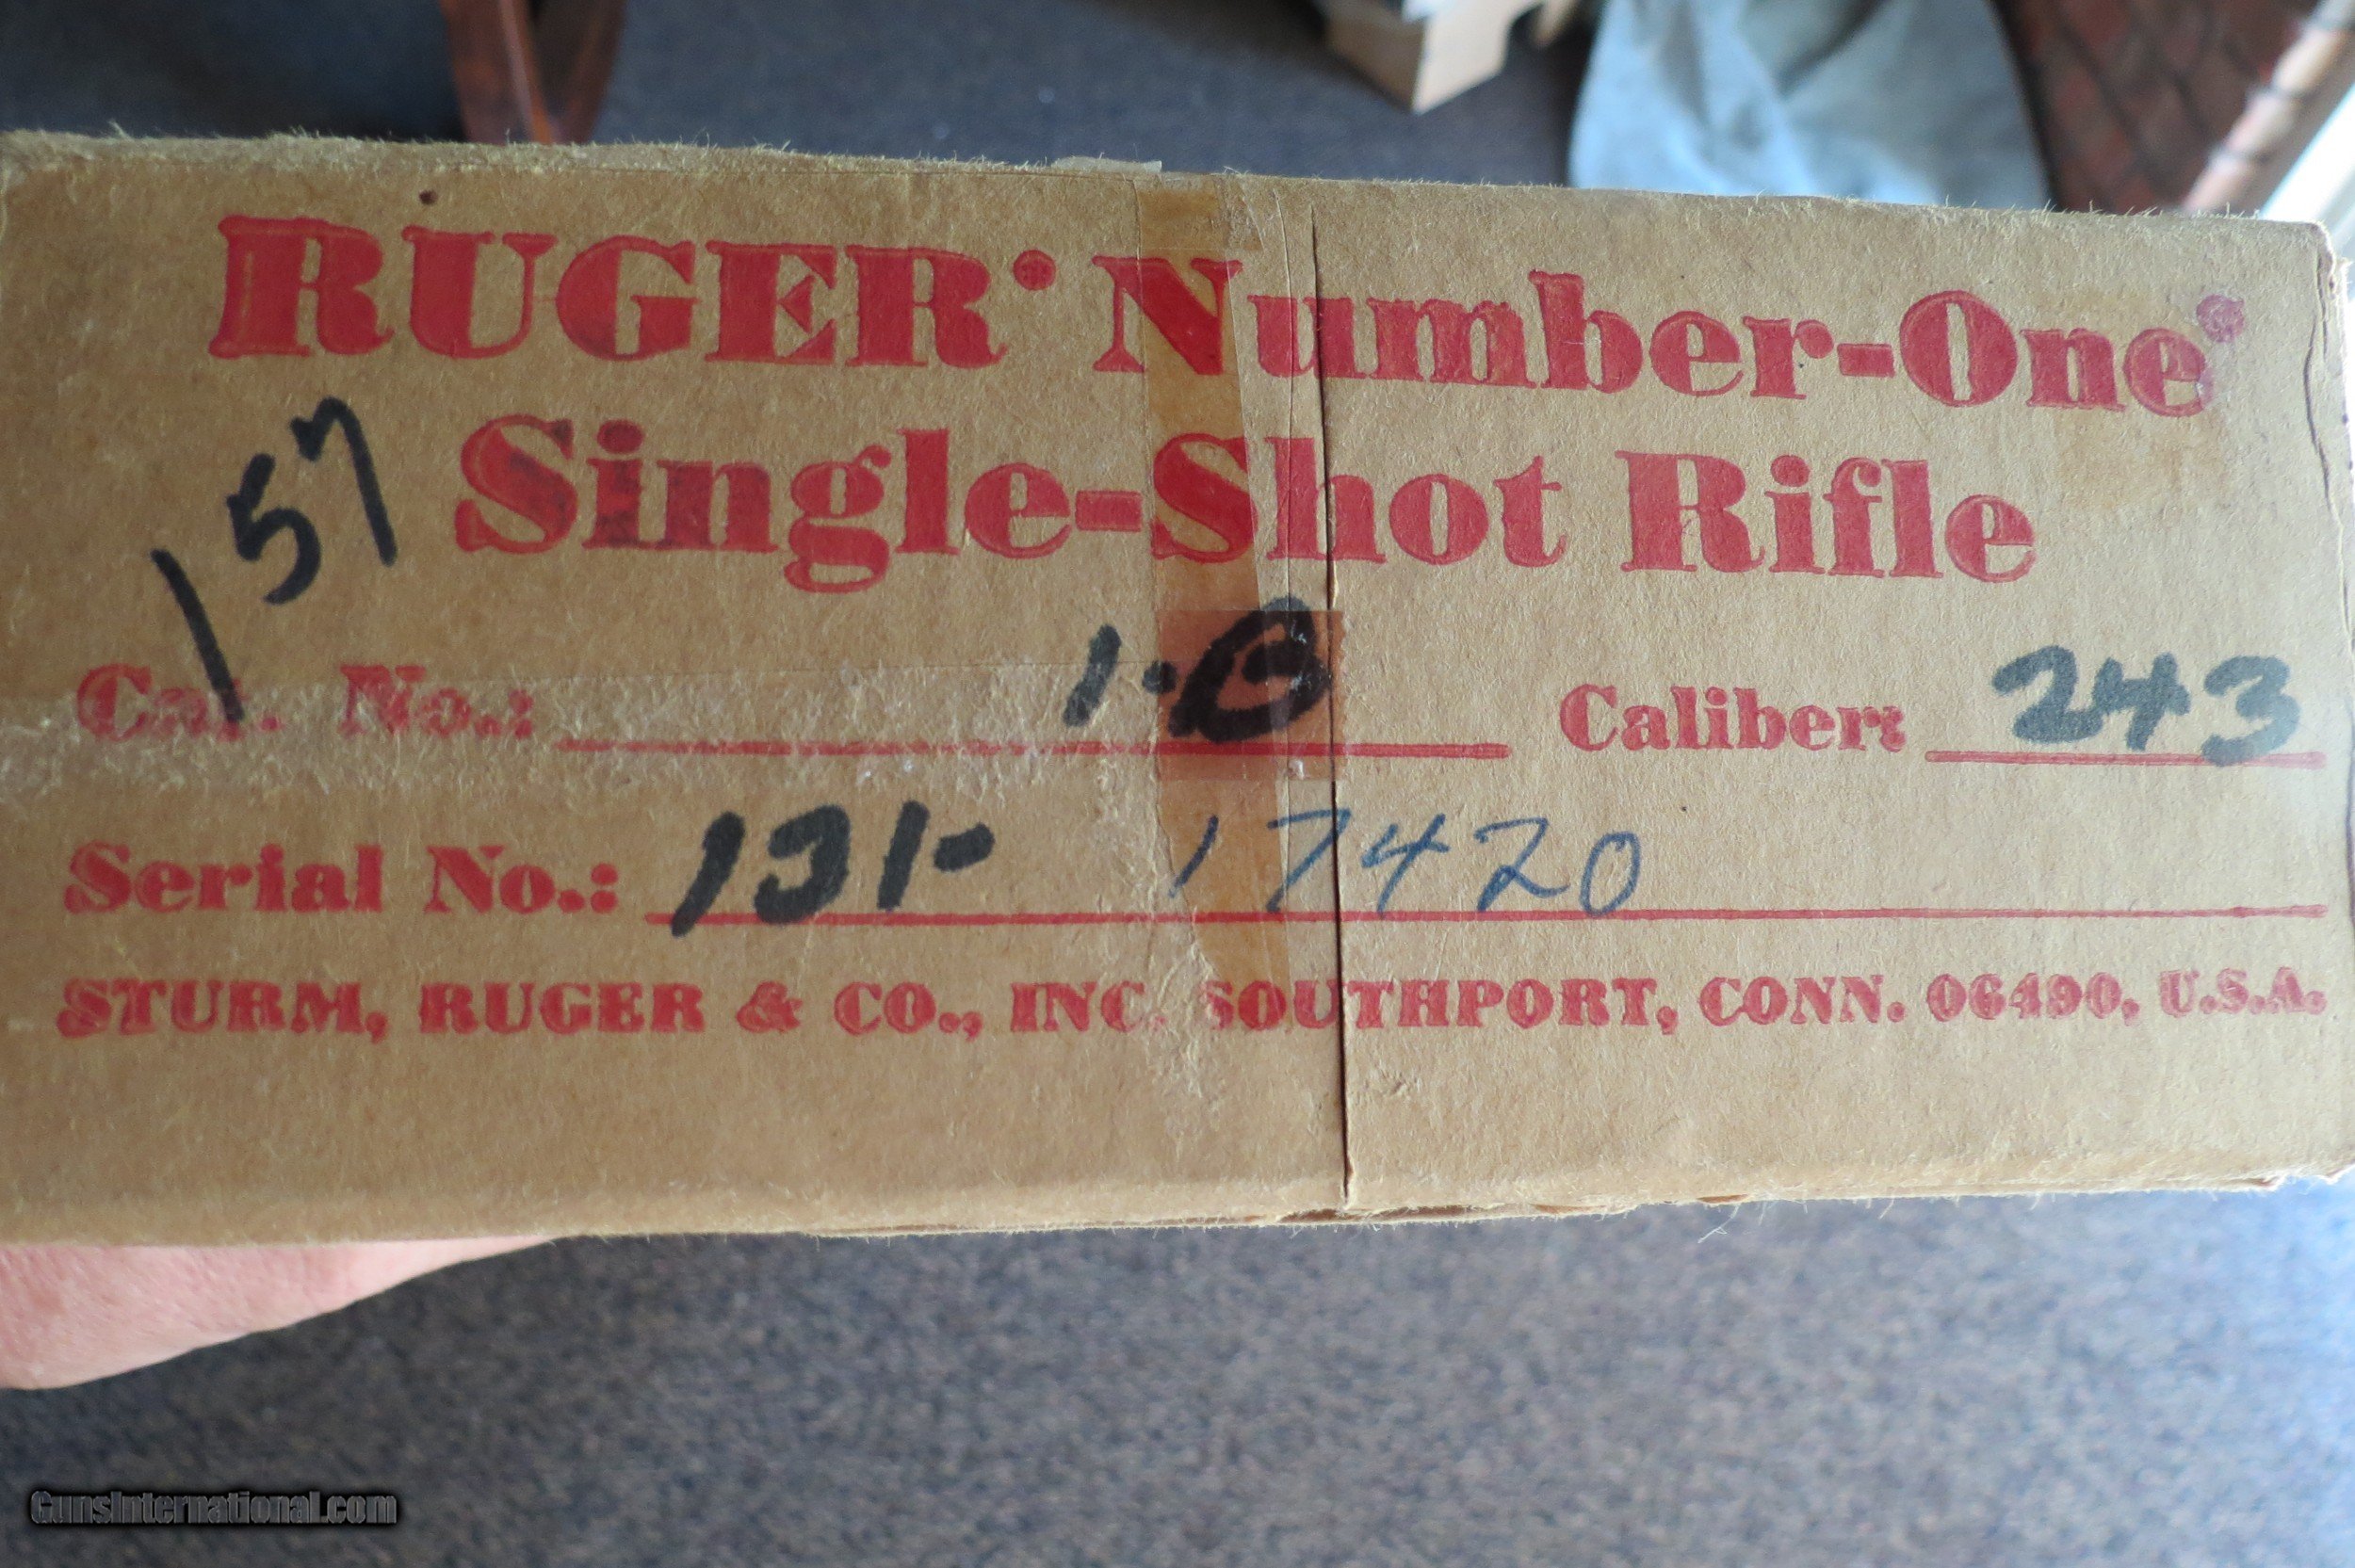 RUGER® Number-One®
Single-Shot Rifle
157
Cat. No.: 1-B Caliber: 243
Serial No.: 131- 17420
STURM, RUGER & CO., INC. SOUTHPORT, CONN. 06490, U.S.A.
GunsInternational.com